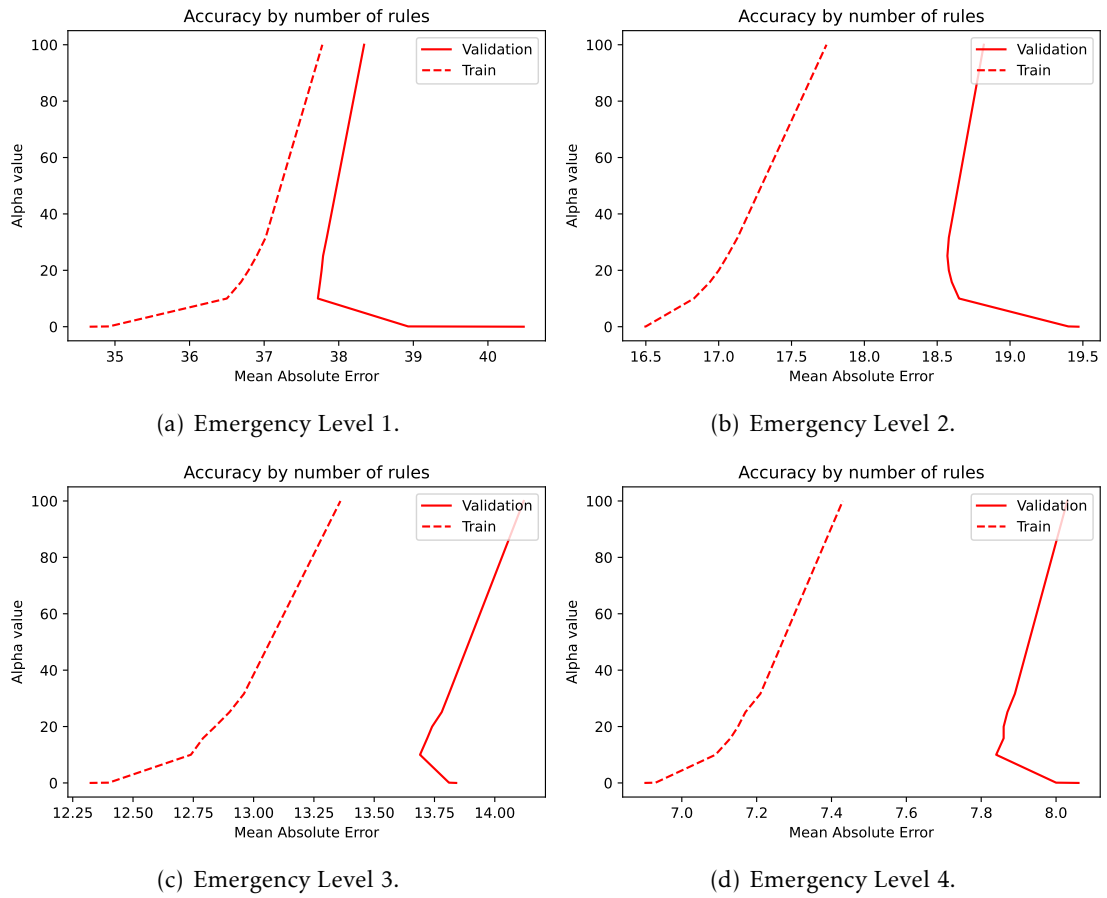 Accuracy by number of rules
Validation
Train
100
80
60
40
20
0
Alpha value
35 36 37 38 39 40
Mean Absolute Error
(a) Emergency Level 1.
Accuracy by number of rules
Validation
Train
100
80
60
40
20
0
Alpha value
16.5 17.0 17.5 18.0 18.5 19.0 19.5
Mean Absolute Error
(b) Emergency Level 2.
Accuracy by number of rules
Validation
Train
100
80
60
40
20
0
Alpha value
12.25 12.50 12.75 13.00 13.25 13.50 13.75 14.00
Mean Absolute Error
(c) Emergency Level 3.
Accuracy by number of rules
Validation
Train
100
80
60
40
20
0
Alpha value
7.0 7.2 7.4 7.6 7.8 8.0
Mean Absolute Error
(d) Emergency Level 4.